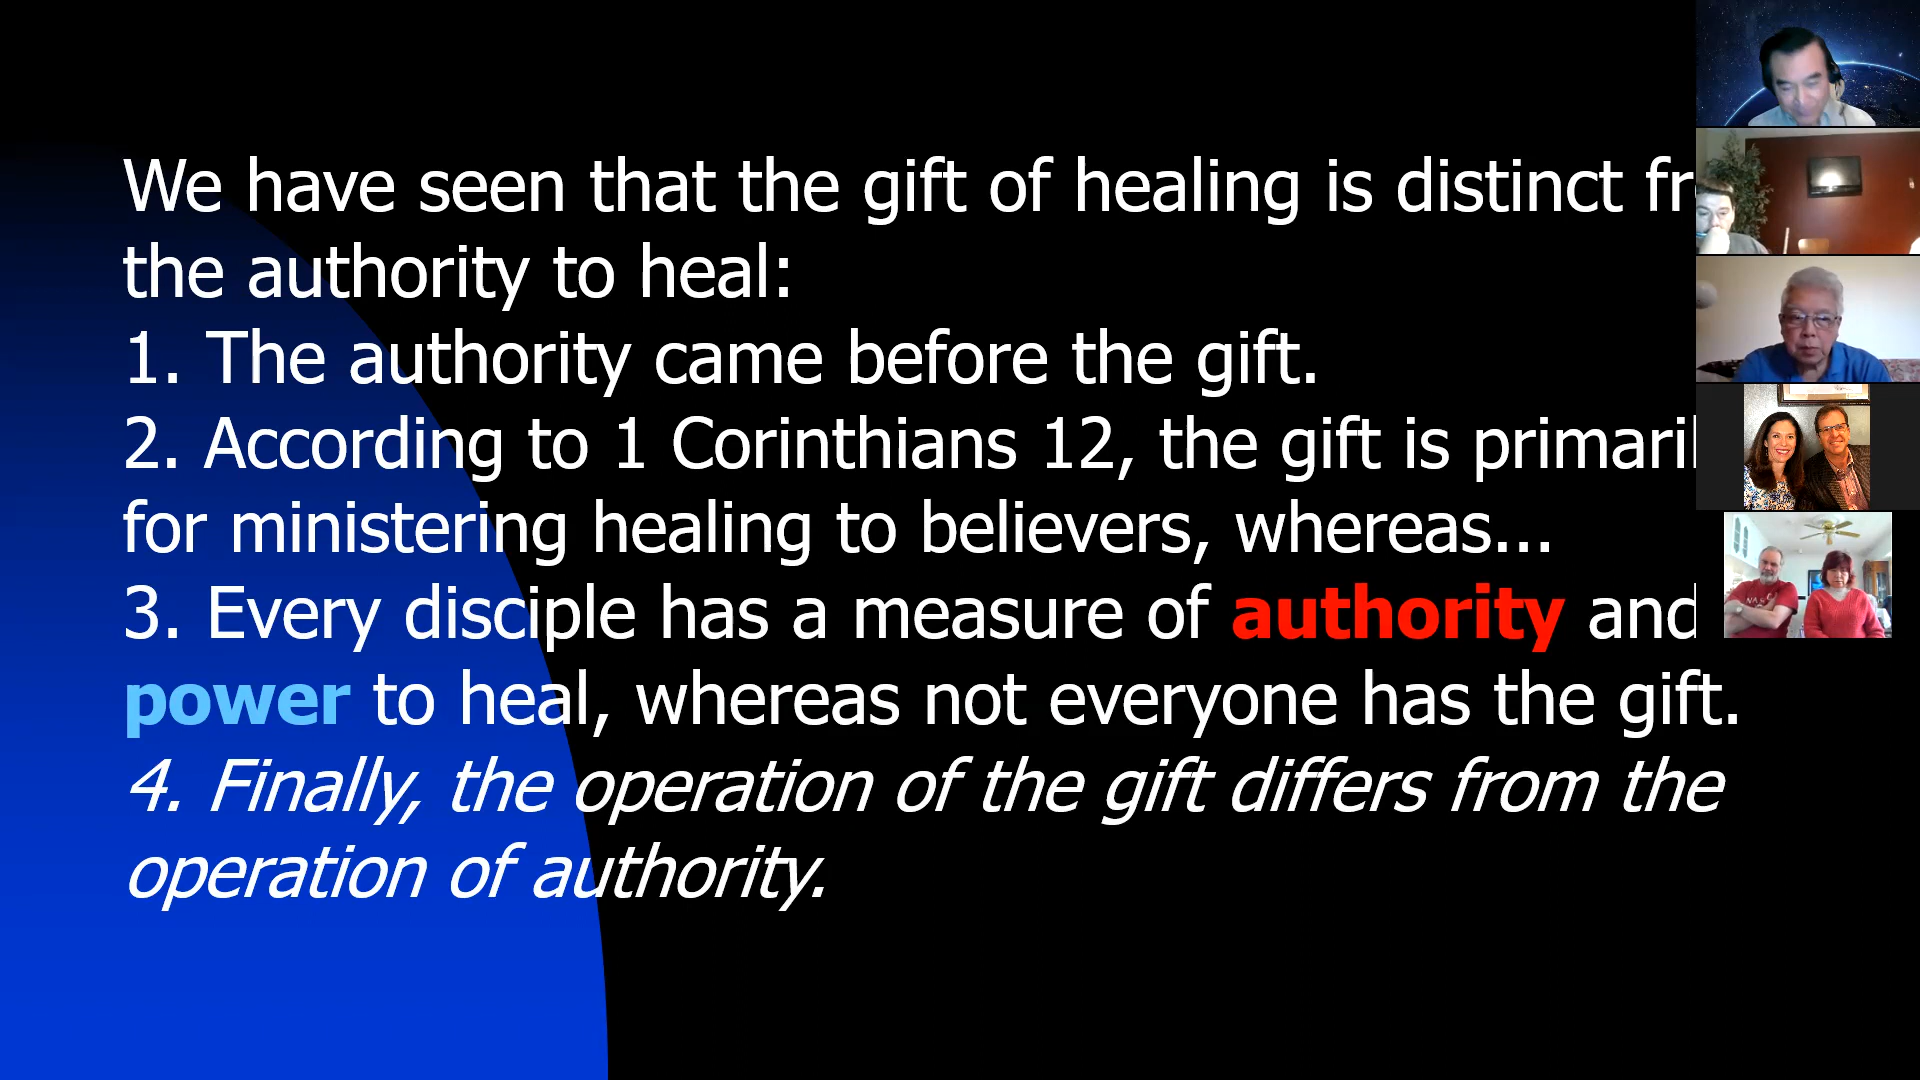 We have seen that the gift of healing is distinct
the authority to heal:
1. The authority came before the gift.
2. According to 1 Corinthians 12, the gift is
for ministering healing to believers, whereas...
3. Every disciple has a measure of authority and
power to heal, whereas not everyone has the gift.
4. Finally, the operation of the gift differs from the
operation of authority.